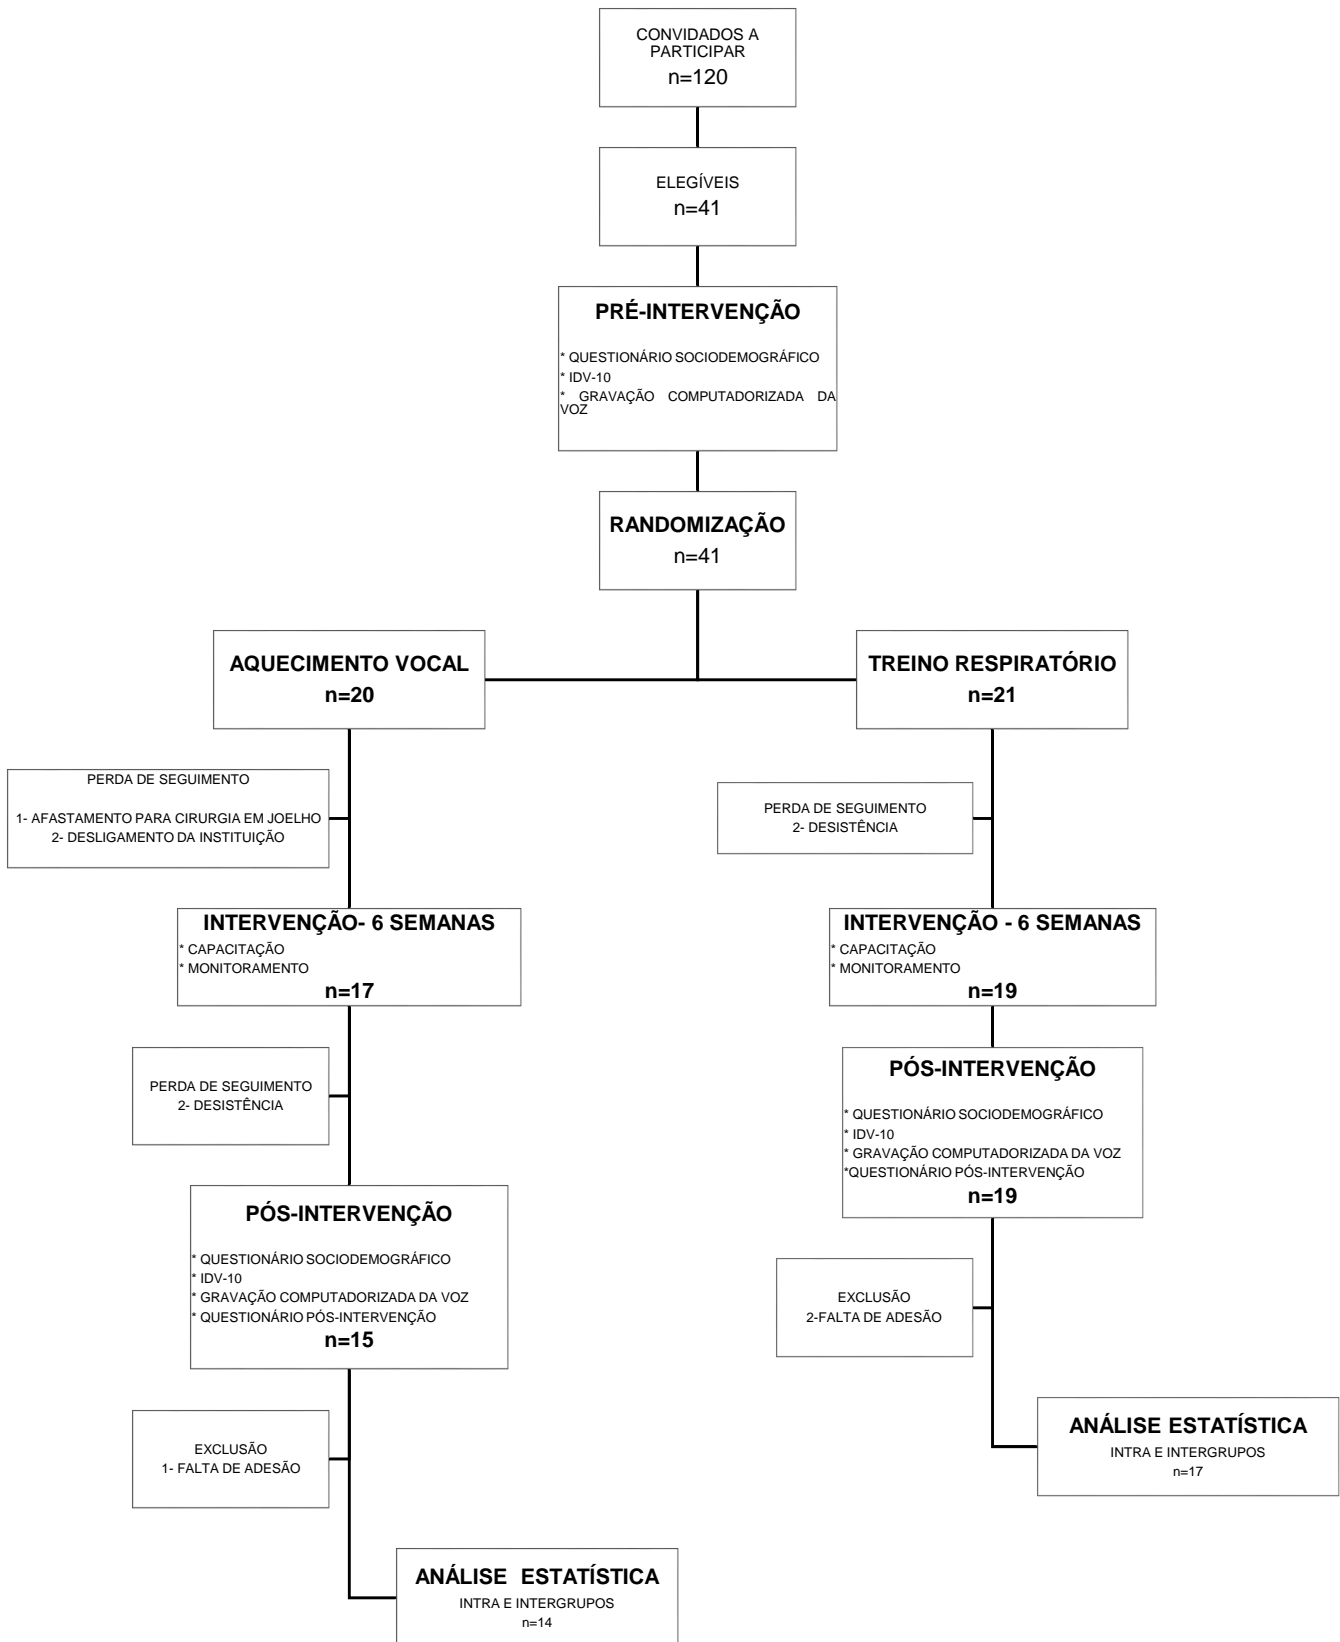 CONVIDADOS A
PARTICIPAR
n=120
ELEGÍVEIS
n=41
PRÉ-INTERVENÇÃO
* QUESTIONÁRIO SOCIODEMOGRÁFICO
* IDV-10
* GRAVAÇÃO COMPUTADORIZADA DA
VOZ
RANDOMIZAÇÃO
n=41
AQUECIMENTO VOCAL
n=20
TREINO RESPIRATÓRIO
n=21
PERDA DE SEGUIMENTO
1- AFASTAMENTO PARA CIRURGIA EM JOELHO
2- DESLIGAMENTO DA INSTITUIÇÃO
PERDA DE SEGUIMENTO
2- DESISTÊNCIA
INTERVENÇÃO- 6 SEMANAS
* CAPACITAÇÃO
* MONITORAMENTO
n=17
INTERVENÇÃO - 6 SEMANAS
* CAPACITAÇÃO
* MONITORAMENTO
n=19
PERDA DE SEGUIMENTO
2- DESISTÊNCIA
PÓS-INTERVENÇÃO
* QUESTIONÁRIO SOCIODEMOGRÁFICO
* IDV-10
* GRAVAÇÃO COMPUTADORIZADA DA VOZ
*QUESTIONÁRIO PÓS-INTERVENÇÃO
n=19
PÓS-INTERVENÇÃO
* QUESTIONÁRIO SOCIODEMOGRÁFICO
* IDV-10
* GRAVAÇÃO COMPUTADORIZADA DA VOZ
* QUESTIONÁRIO PÓS-INTERVENÇÃO
n=15
EXCLUSÃO
2-FALTA DE ADESÃO
EXCLUSÃO
1- FALTA DE ADESÃO
ANÁLISE ESTATÍSTICA
INTRA E INTERGRUPOS
n=17
ANÁLISE ESTATÍSTICA
INTRA E INTERGRUPOS
n=14